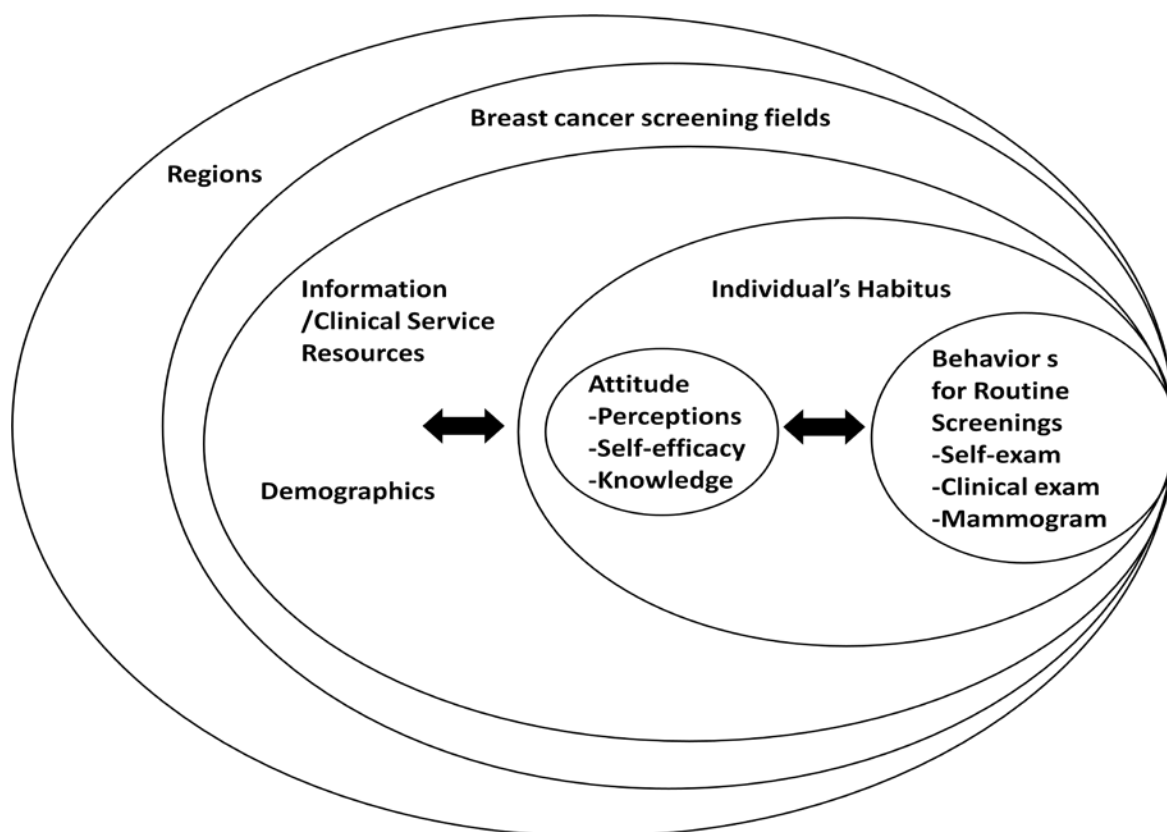 Breast cancer screening fields
Regions
Information
/Clinical Service
Resources
Demographics
Individual's Habitus
Attitude
-Perceptions
-Self-efficacy
-Knowledge
Behavior s
for Routine
Screenings
-Self-exam
-Clinical exam
-Mammogram